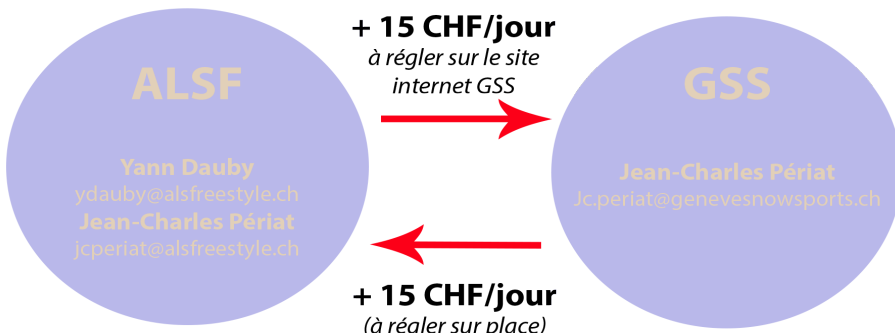 + 15 CHF/jour
à régler sur le site
internet GSS
ALSF
Yann Dauby
ydauby@alsfreestyle.ch
Jean-Charles Périat
jcperiat@alsfreestyle.ch
GSS
Jean-Charles Périat
Jc.periat@genevesnowsports.ch
+ 15 CHF/jour
(à régler sur place)